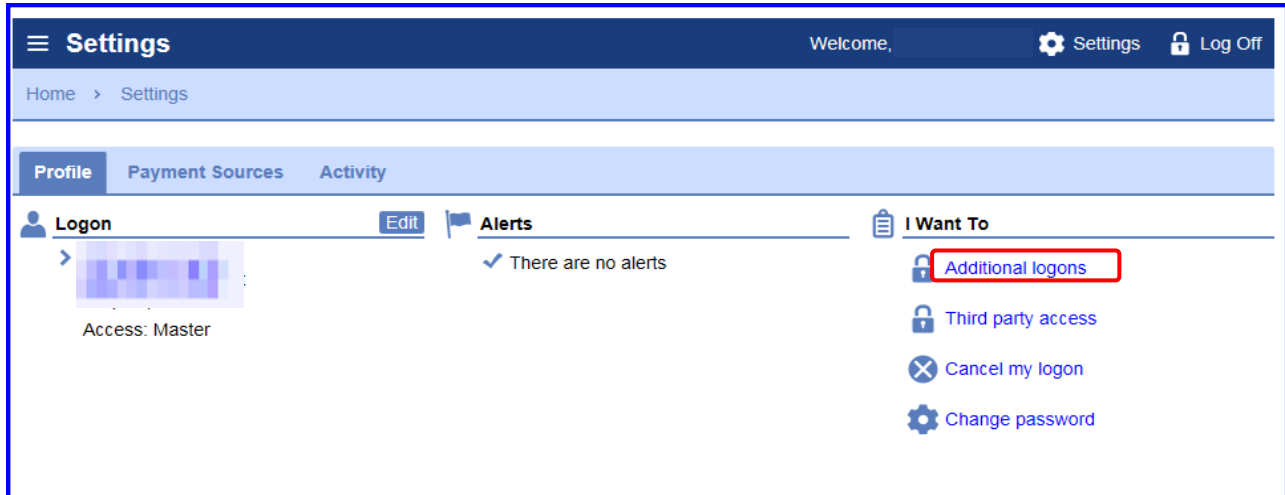 Settings
Welcome,
Settings
Log Off
Home > Settings
Profile
Payment Sources
Activity
Logon
Edit
Access: Master
Alerts
There are no alerts
I Want To
Additional logons
Third party access
Cancel my logon
Change password